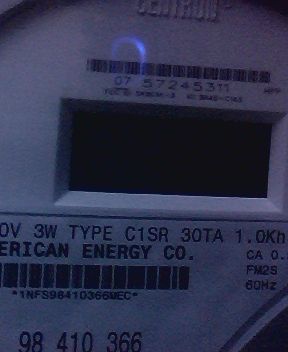 CENTRON
07 57245311
0V 3W TYPE C1SR 30TA 1.0Kh
ERICAN ENERGY CO.
CA 0.
FM2S
60Hz
*1NFS98410366MEC*
98 410 366